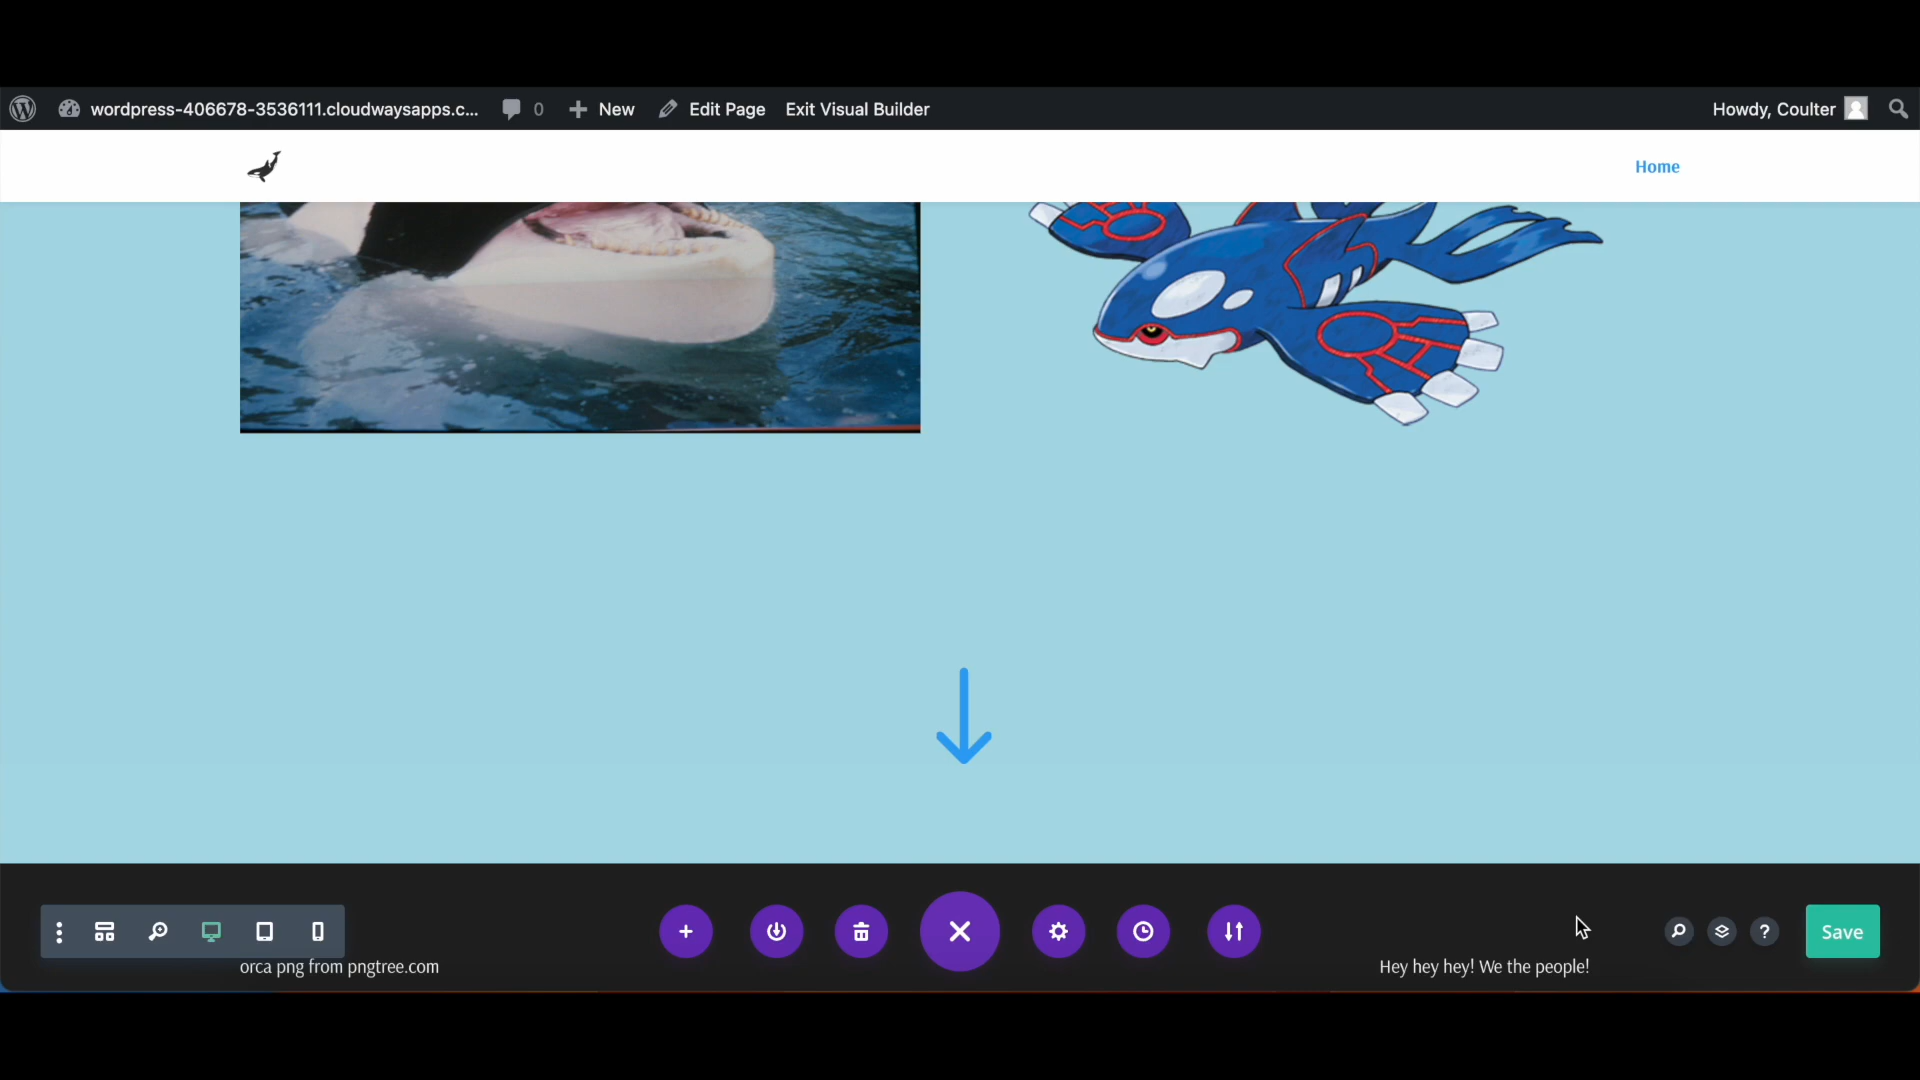 wordpress-406678-3536111.cloudwaysapps.c... 0 New Edit Page Exit Visual Builder Howdy, Coulter
Home
Save
orca png from pngtree.com Hey hey hey! We the people!